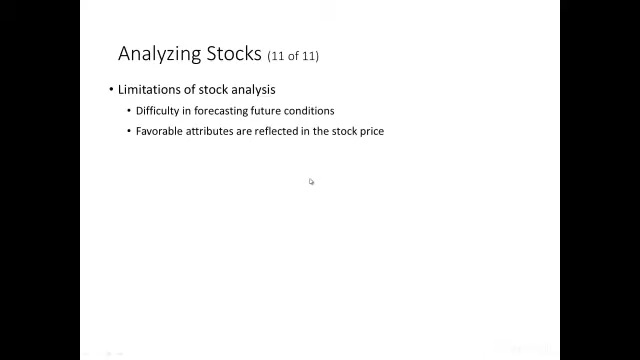 Analyzing Stocks (11 of 11)
• Limitations of stock analysis
• Difficulty in forecasting future conditions
• Favorable attributes are reflected in the stock price